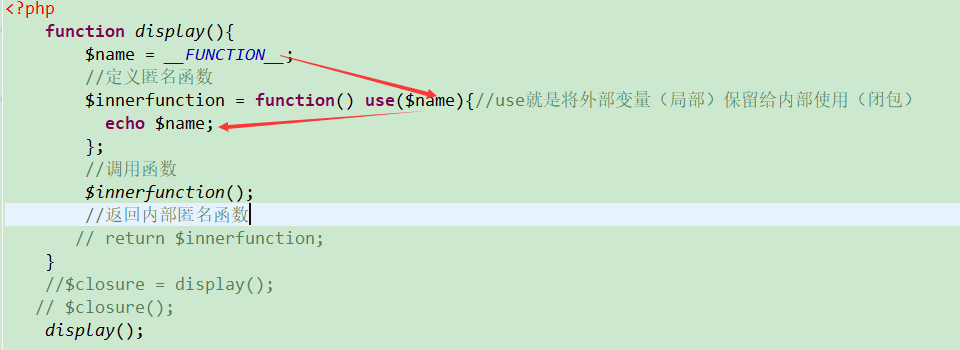 <?php
function display(){
$name = __FUNCTION__;
//定义匿名函数
$innerfunction = function() use($name){//use就是将外部变量（局部）保留给内部使用（闭包）
echo $name;
};
//调用函数
$innerfunction();
//返回内部匿名函数
// return $innerfunction;
}
//$closure = display();
// $closure();
display();